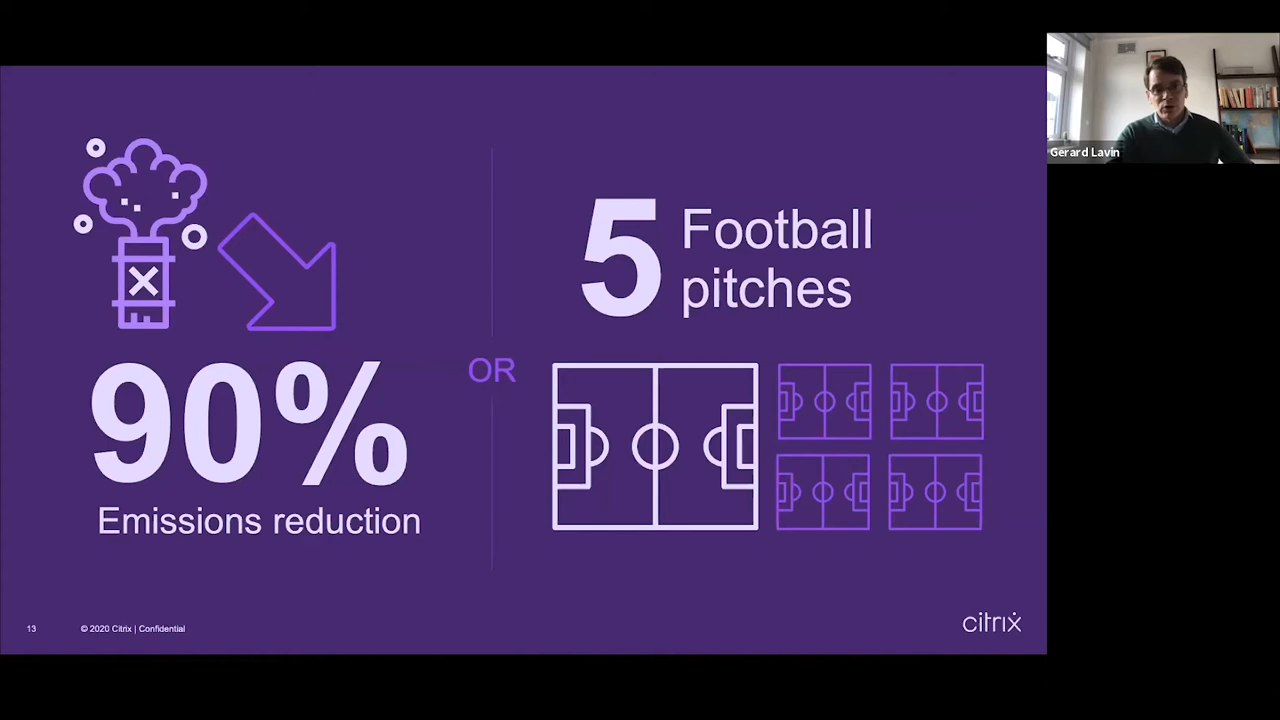 90%
Emissions reduction
OR
5 Football
pitches
13 © 2020 Citrix | Confidential
citrix
Gerard Lavin